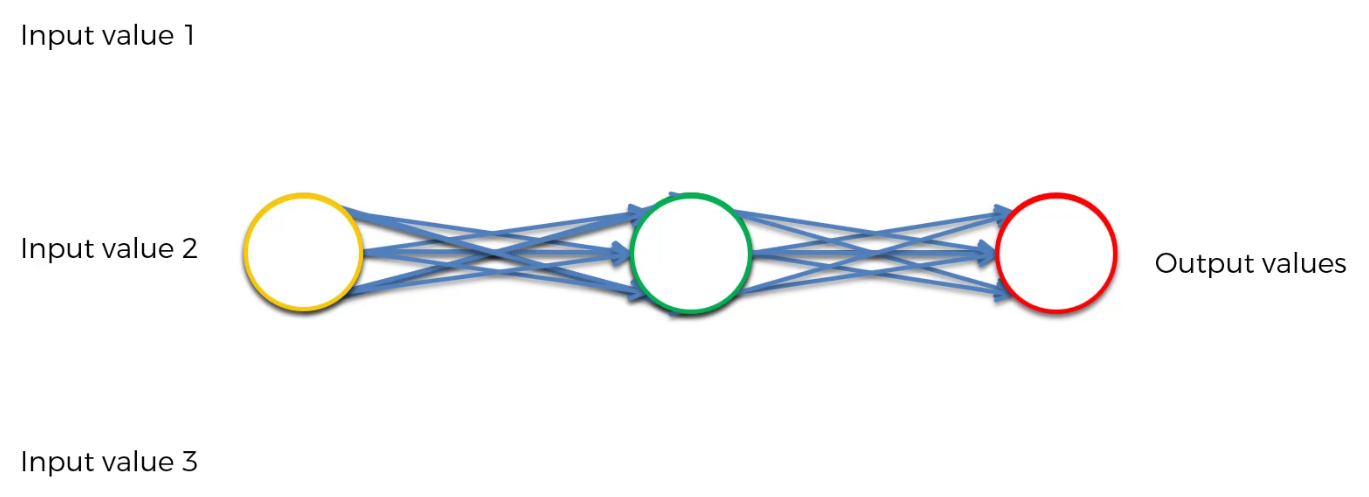 Input value 1
Input value 2
Output values
Input value 3